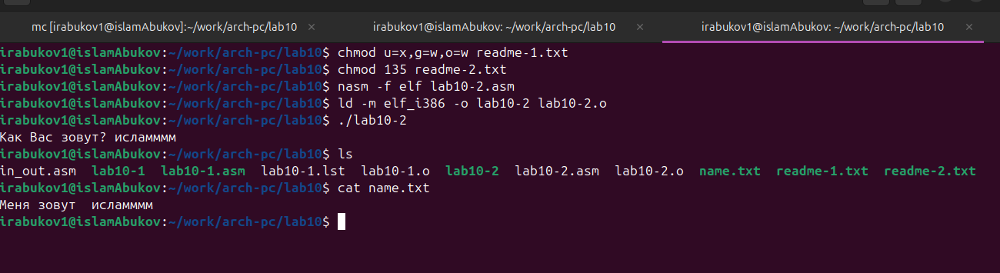 mc [irabukov1@islamAbukov]:~/work/arch-pc/lab10 × irabukov1@islamAbukov: ~/work/arch-pc/lab10 × irabukov1@islamAbukov: ~/work/arch-pc/lab10 ×
irabukov1@islamAbukov:~/work/arch-pc/lab10$ chmod u=x,g=w,o=w readme-1.txt
irabukov1@islamAbukov:~/work/arch-pc/lab10$ chmod 135 readme-2.txt
irabukov1@islamAbukov:~/work/arch-pc/lab10$ nasm -f elf lab10-2.asm
irabukov1@islamAbukov:~/work/arch-pc/lab10$ ld -m elf_i386 -o lab10-2 lab10-2.o
irabukov1@islamAbukov:~/work/arch-pc/lab10$ ./lab10-2
Как Вас зовут? исламммм
irabukov1@islamAbukov:~/work/arch-pc/lab10$ ls
in_out.asm  lab10-1  lab10-1.asm  lab10-1.lst  lab10-1.o  lab10-2  lab10-2.asm  lab10-2.o  name.txt  readme-1.txt  readme-2.txt
irabukov1@islamAbukov:~/work/arch-pc/lab10$ cat name.txt
Меня зовут  исламммм
irabukov1@islamAbukov:~/work/arch-pc/lab10$